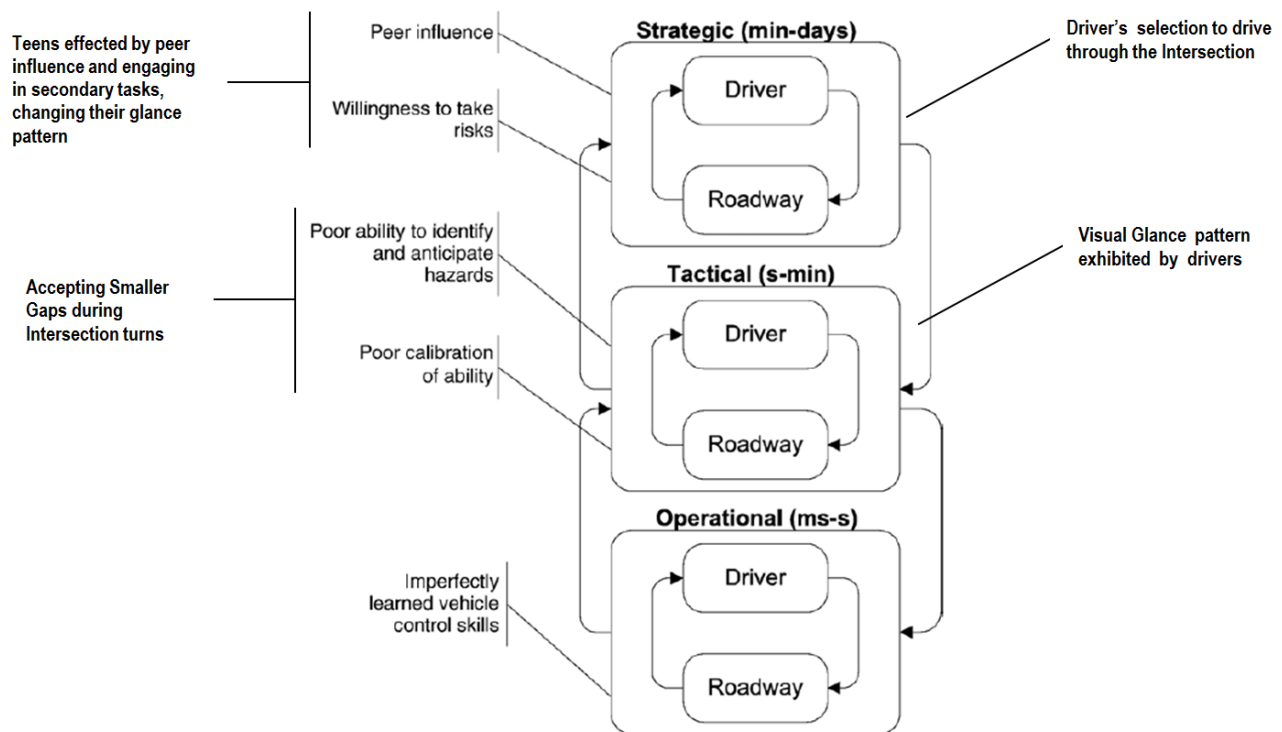 Teens effected by peer
influence and engaging
in secondary tasks,
changing their glance
pattern
Peer influence
Willingness to take
risks
Strategic (min-days)
Driver
Roadway
Driver's selection to drive
through the Intersection
Accepting Smaller
Gaps during
Intersection turns
Poor ability to identify
and anticipate
hazards
Poor calibration
of ability
Tactical (s-min)
Driver
Roadway
Visual Glance pattern
exhibited by drivers
Imperfectly
learned vehicle
control skills
Operational (ms-s)
Driver
Roadway